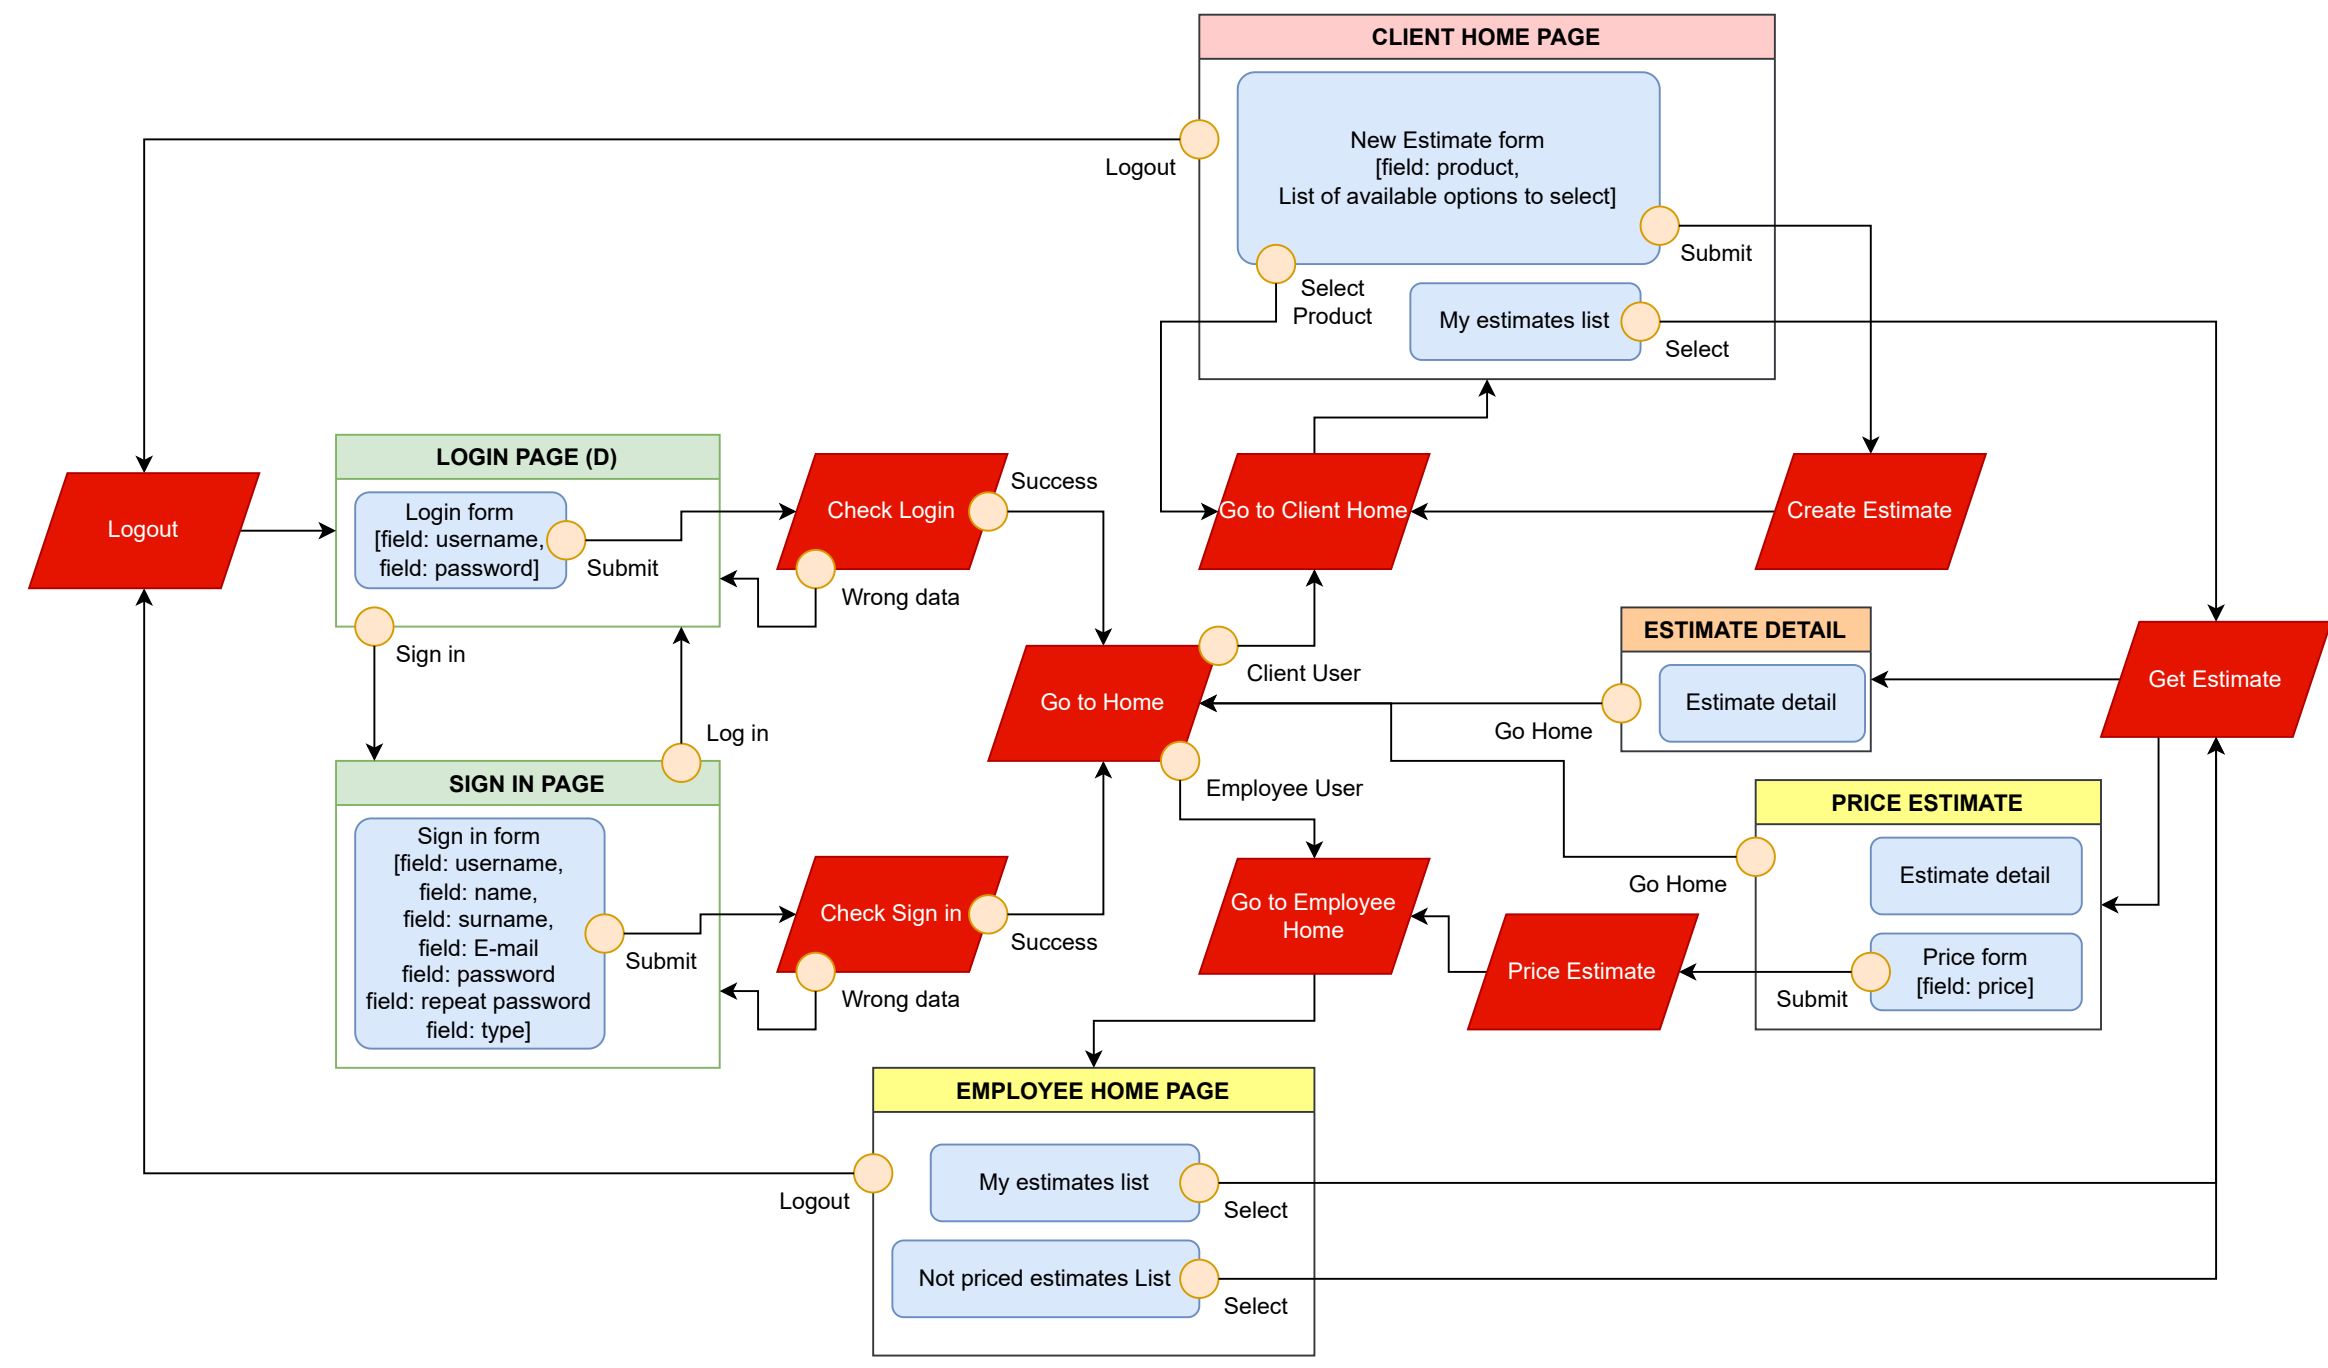 CLIENT HOME PAGE
New Estimate form
[field: product,
List of available options to select]
Logout
Submit
Select
Product
My estimates list
Select
LOGIN PAGE (D)
Login form
[field: username,
field: password]
Submit
Sign in
Logout
Check Login
Success
Wrong data
Go to Client Home
Create Estimate
Log in
SIGN IN PAGE
Sign in form
[field: username,
field: name,
field: surname,
field: E-mail
field: password
field: repeat password
field: type]
Submit
Check Sign in
Success
Wrong data
Go to Home
Client User
Employee User
ESTIMATE DETAIL
Estimate detail
Go Home
Get Estimate
PRICE ESTIMATE
Estimate detail
Go Home
Price form
[field: price]
Submit
Price Estimate
Go to Employee
Home
EMPLOYEE HOME PAGE
My estimates list
Select
Logout
Not priced estimates List
Select